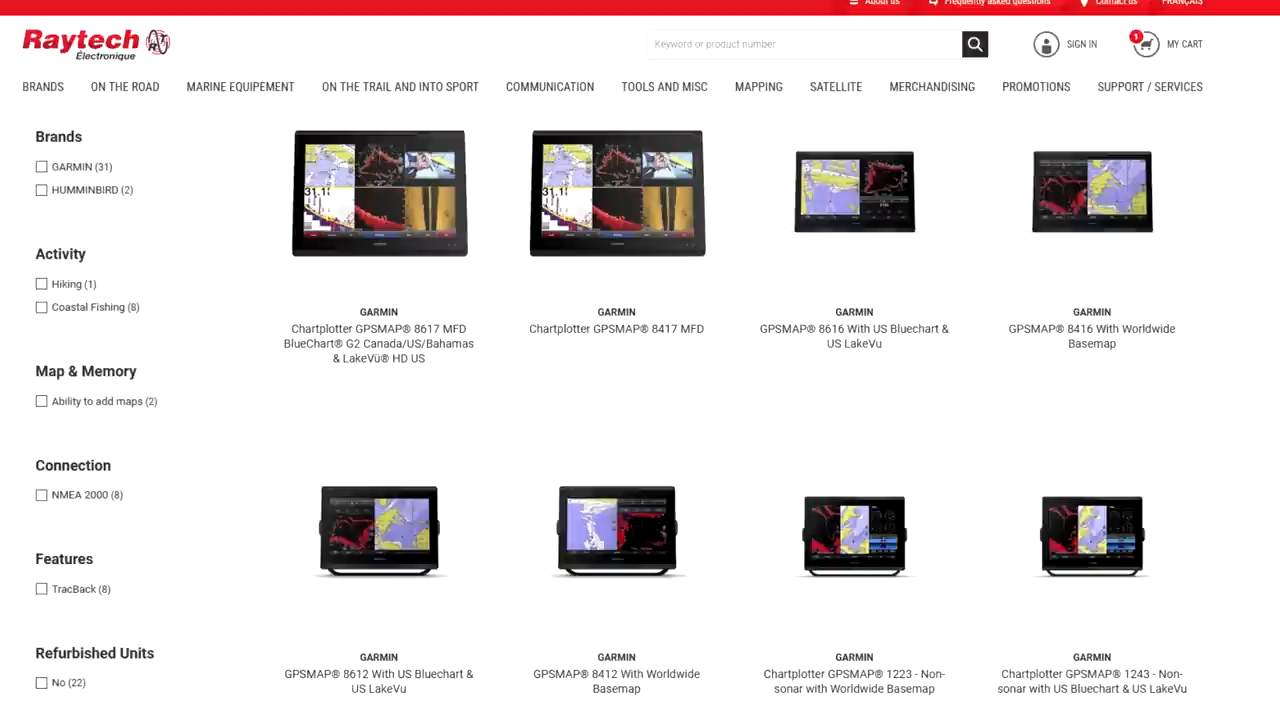 About us
Frequently asked questions
Contact us
FRANÇAIS
Raytech
Électronique
Keyword or product number
SIGN IN
1
MY CART
BRANDS
ON THE ROAD
MARINE EQUIPEMENT
ON THE TRAIL AND INTO SPORT
COMMUNICATION
TOOLS AND MISC
MAPPING
SATELLITE
MERCHANDISING
PROMOTIONS
SUPPORT / SERVICES
Brands
GARMIN (31)
HUMMINBIRD (2)
Activity
Hiking (1)
Coastal Fishing (8)
Map & Memory
Ability to add maps (2)
Connection
NMEA 2000 (8)
Features
TracBack (8)
Refurbished Units
No (22)
31.1
31.1
GARMIN
Chartplotter GPSMAP® 8617 MFD
BlueChart® G2 Canada/US/Bahamas
& LakeVü® HD US
GARMIN
Chartplotter GPSMAP® 8417 MFD
GARMIN
GPSMAP® 8616 With US Bluechart &
US LakeVu
GARMIN
GPSMAP® 8416 With Worldwide
Basemap
GARMIN
GPSMAP® 8612 With US Bluechart &
US LakeVu
GARMIN
GPSMAP® 8412 With Worldwide
Basemap
GARMIN
Chartplotter GPSMAP® 1223 - Non-
sonar with Worldwide Basemap
GARMIN
Chartplotter GPSMAP® 1243 - Non-
sonar with US Bluechart & US LakeVu